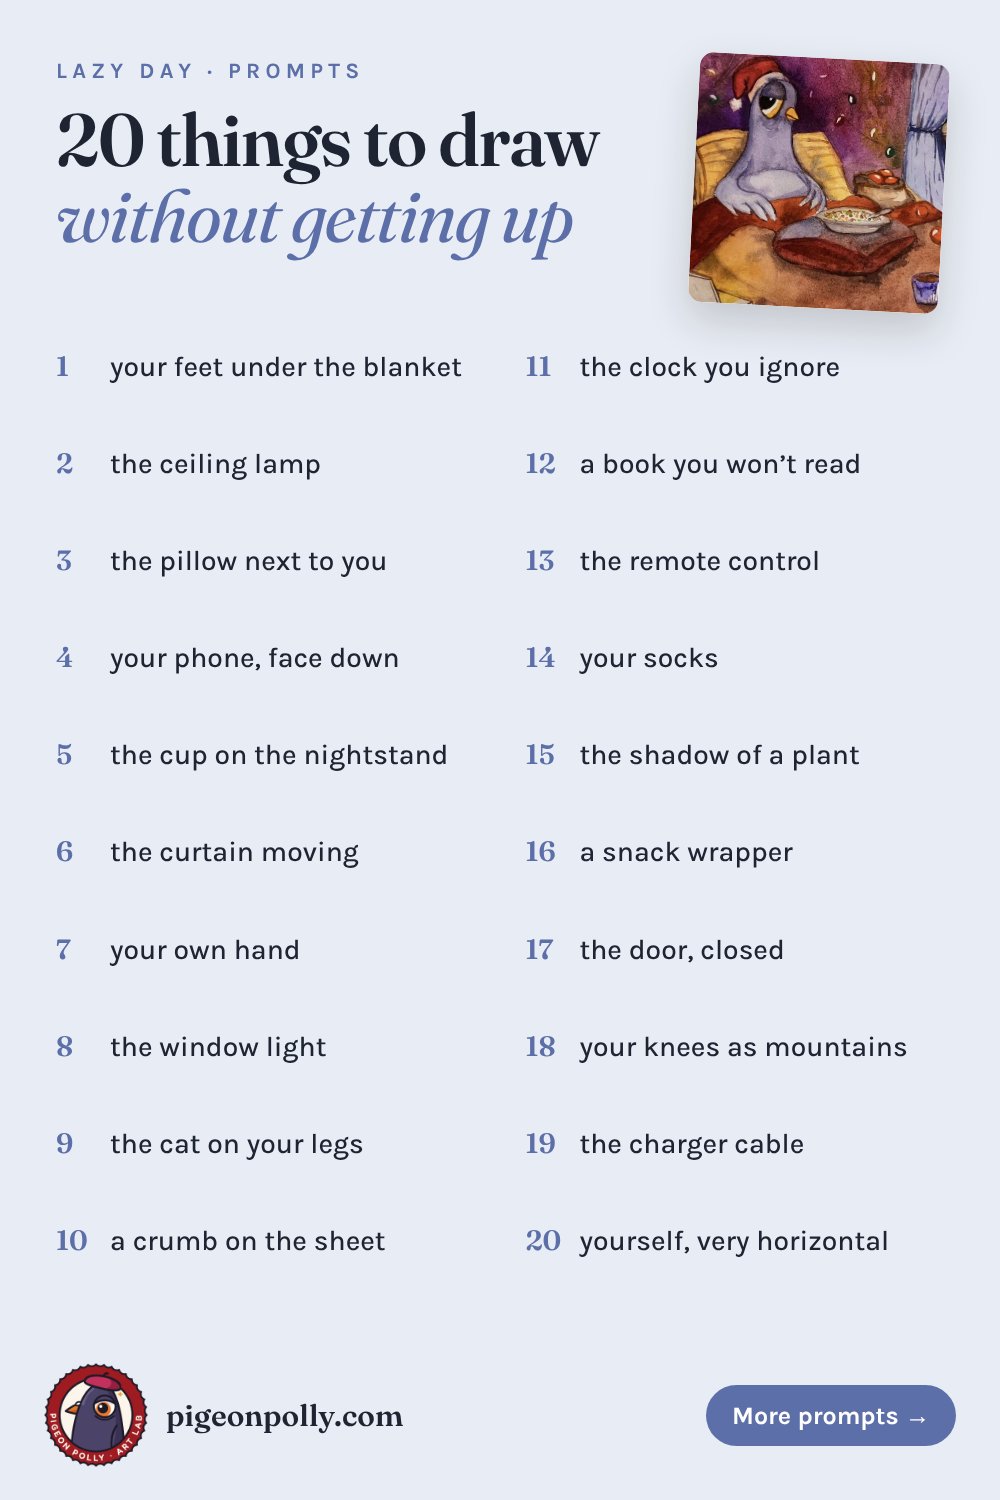 LAZY DAY · PROMPTS
20 things to draw
without getting up
1 your feet under the blanket
2 the ceiling lamp
3 the pillow next to you
4 your phone, face down
5 the cup on the nightstand
6 the curtain moving
7 your own hand
8 the window light
9 the cat on your legs
10 a crumb on the sheet
11 the clock you ignore
12 a book you won’t read
13 the remote control
14 your socks
15 the shadow of a plant
16 a snack wrapper
17 the door, closed
18 your knees as mountains
19 the charger cable
20 yourself, very horizontal
PIGEON POLLY · ART LAB
pigeonpolly.com
More prompts →